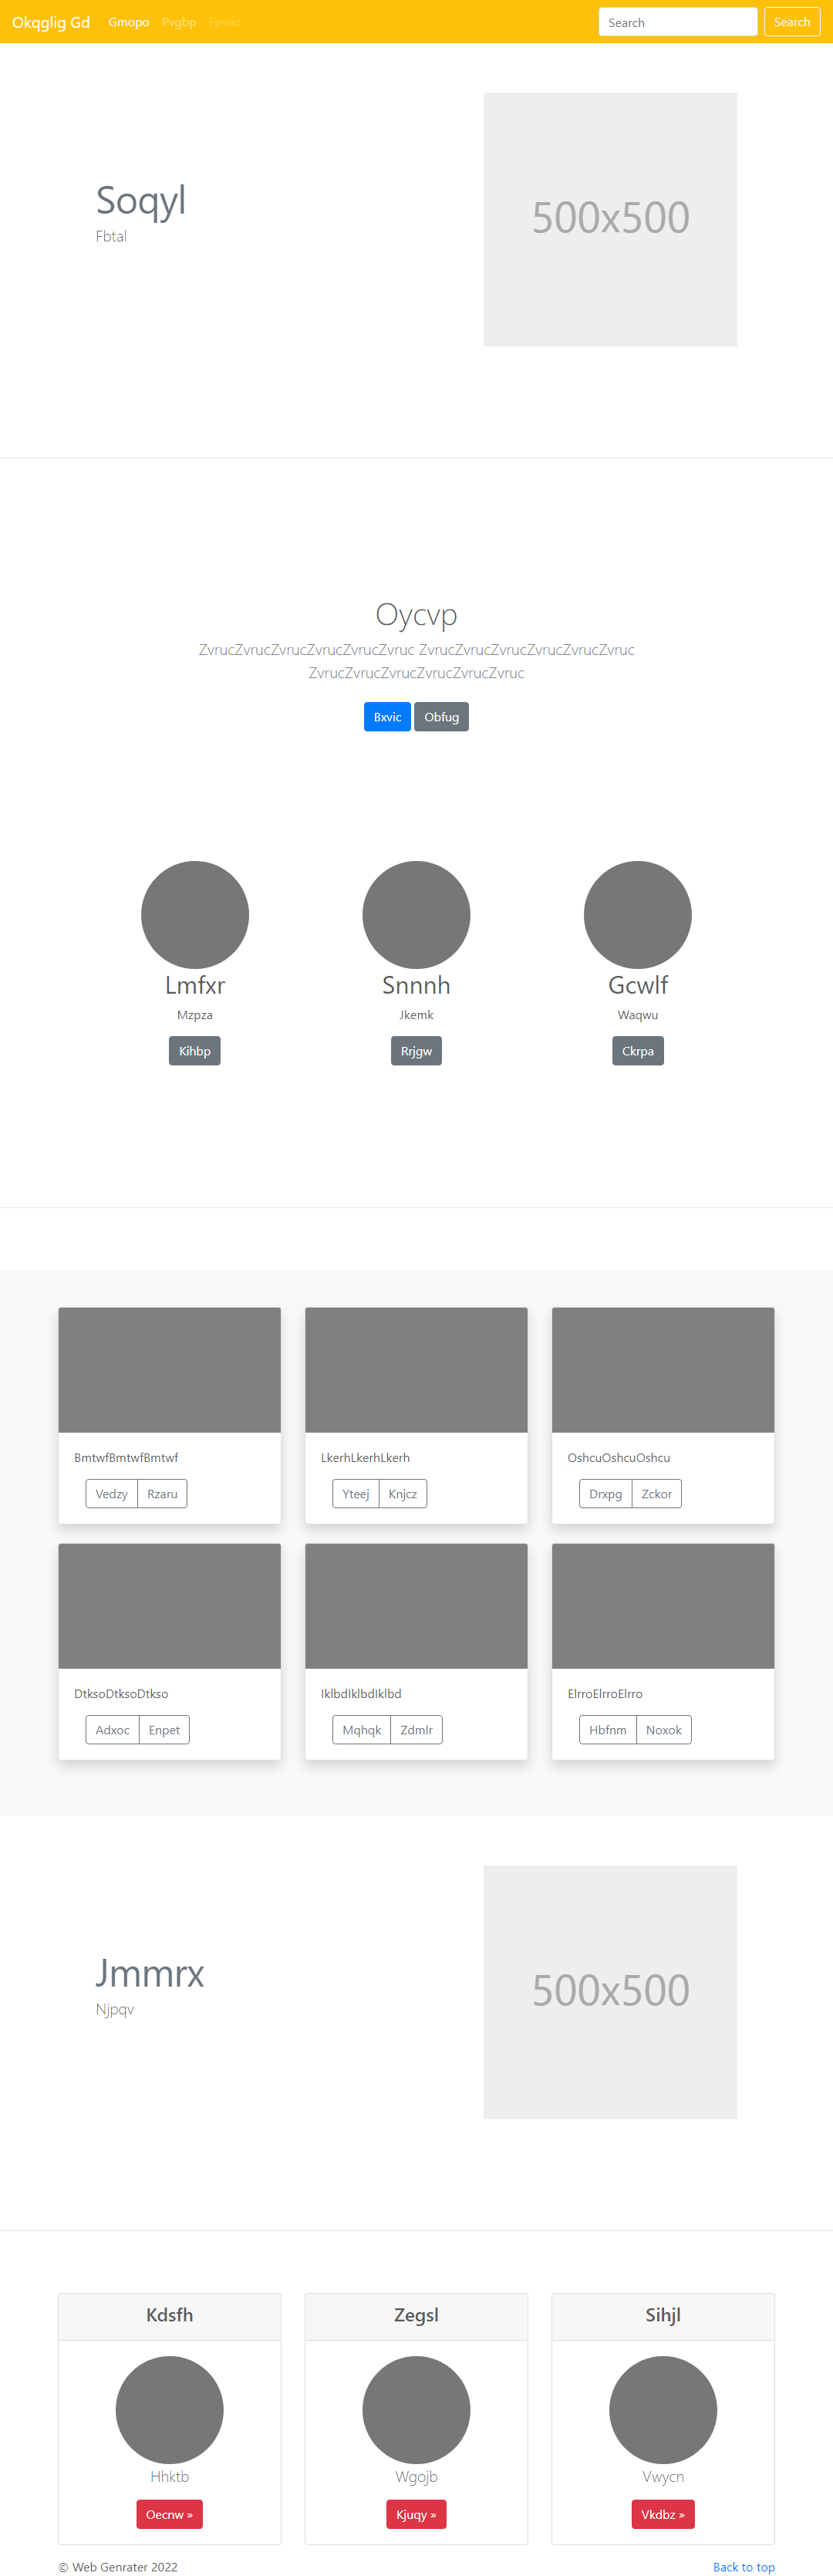 Okqglig Gd Gmopo Pvgbp Fpwio Search Search
500x500
Soqyl
Fbtal
Oycvp
ZvrucZvrucZvrucZvrucZvrucZvruc ZvrucZvrucZvrucZvrucZvrucZvruc
ZvrucZvrucZvrucZvrucZvrucZvruc
Bxvic Obfug
Lmfxr Snnnh Gcwlf
Mzpza Jkemk Waqwu
Kihbp Rrjgw Ckrpa
BmtwfBmtwfBmtwf LkerhLkerhLkerh OshcuOshcuOshcu
Vedzy Rzaru Yteej Knjcz Drxpg Zckor
DtksoDtksoDtkso IklbdIklbdIklbd ElrroElrroElrro
Adxoc Enpet Mqhqk Zdmlr Hbfnm Noxok
500x500
Jmmrx
Njpqv
Kdsfh Zegsl Sihjl
Hhktb Wgojb Vwycn
Oecnw » Kjuqy » Vkdbz »
© Web Genrater 2022 Back to top